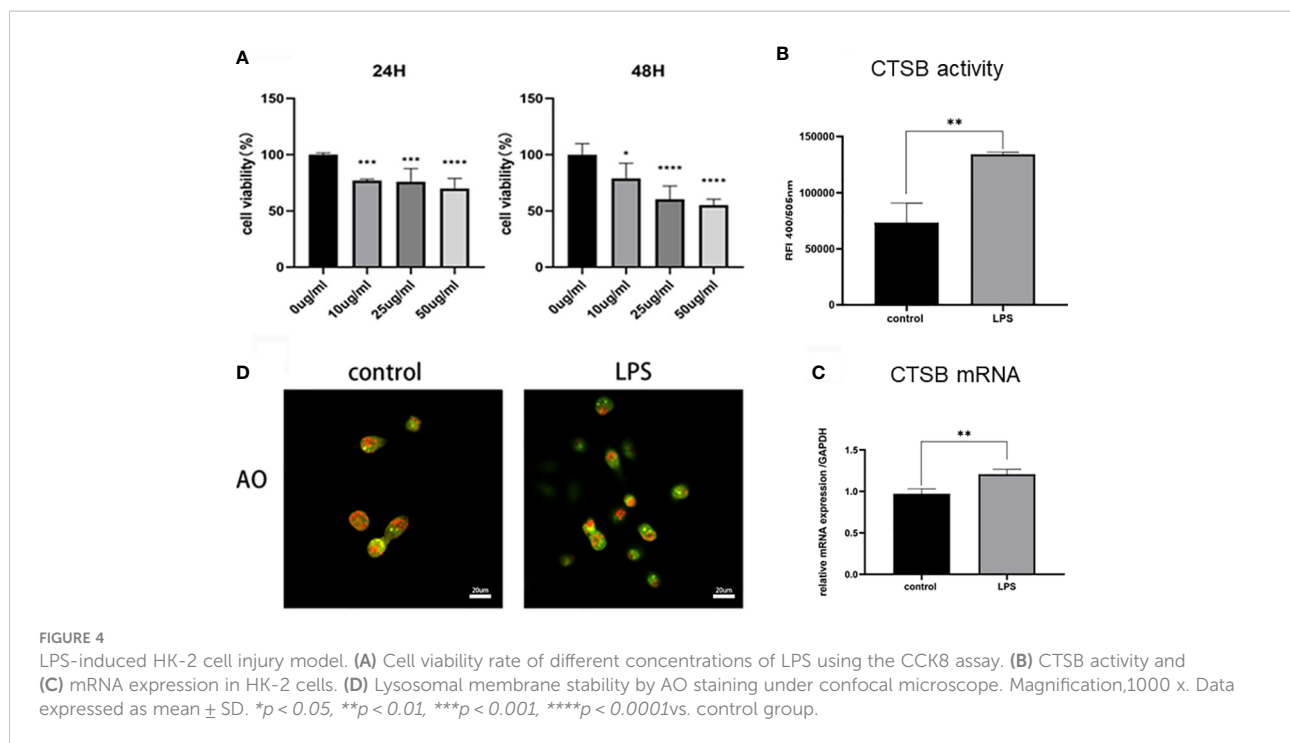 A
24H
cell viability(%)
150
100
50
0
***
***
****
0ug/ml
10ug/ml
25ug/ml
50ug/ml
48H
cell viability(%)
150
100
50
0
*
****
****
0ug/ml
10ug/ml
25ug/ml
50ug/ml
B
CTSB activity
**
RFI 400/505nm
150000
100000
50000
0
control
LPS
D
control
LPS
AO
20um
20um
C
CTSB mRNA
**
relative mRNA expression /GAPDH
1.5
1.0
0.5
0.0
control
LPS
FIGURE 4
LPS-induced HK-2 cell injury model. (A) Cell viability rate of different concentrations of LPS using the CCK8 assay. (B) CTSB activity and
(C) mRNA expression in HK-2 cells. (D) Lysosomal membrane stability by AO staining under confocal microscope. Magnification,1000 x. Data
expressed as mean ± SD. *p < 0.05, **p < 0.01, ***p < 0.001, ****p < 0.0001vs. control group.